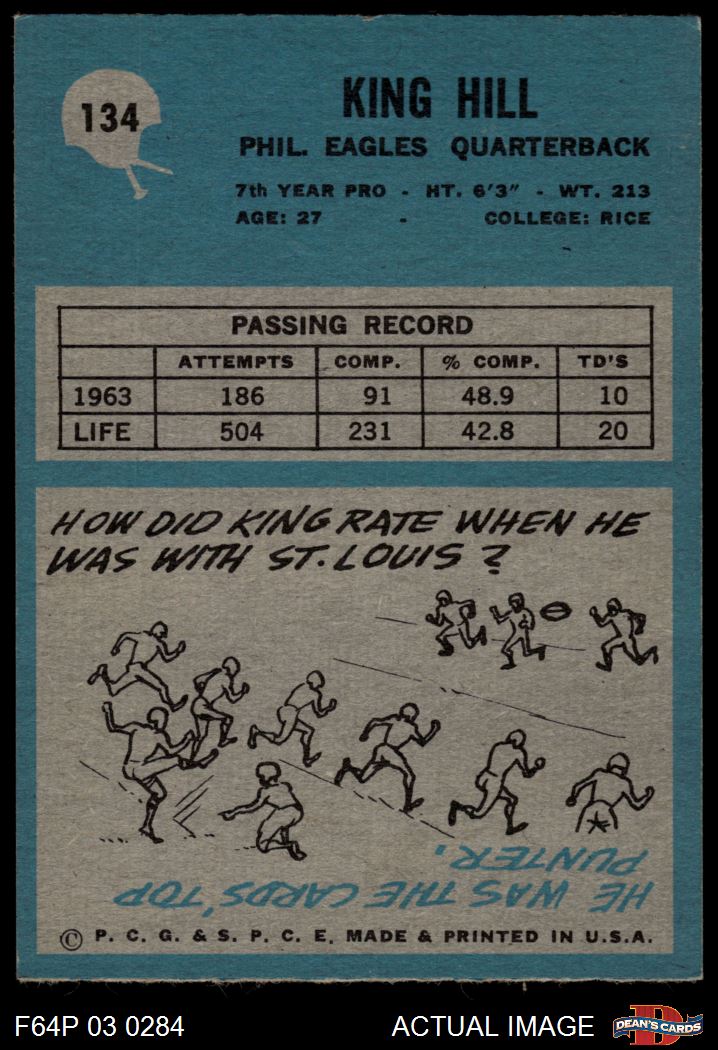 134
KING HILL
PHIL. EAGLES QUARTERBACK
7th YEAR PRO - HT. 6'3" - WT. 213
AGE: 27 - COLLEGE: RICE
PASSING RECORD
ATTEMPTS COMP. % COMP. TD'S
1963 186 91 48.9 10
LIFE 504 231 42.8 20
HOW DID KING RATE WHEN HE
WAS WITH ST. LOUIS?
HE WAS THE CARDS' TOP
PUNTER.
© P. C. G. & S. P. C. E. MADE & PRINTED IN U.S.A.
F64P 03 0284 ACTUAL IMAGE D DEAN'S CARDS